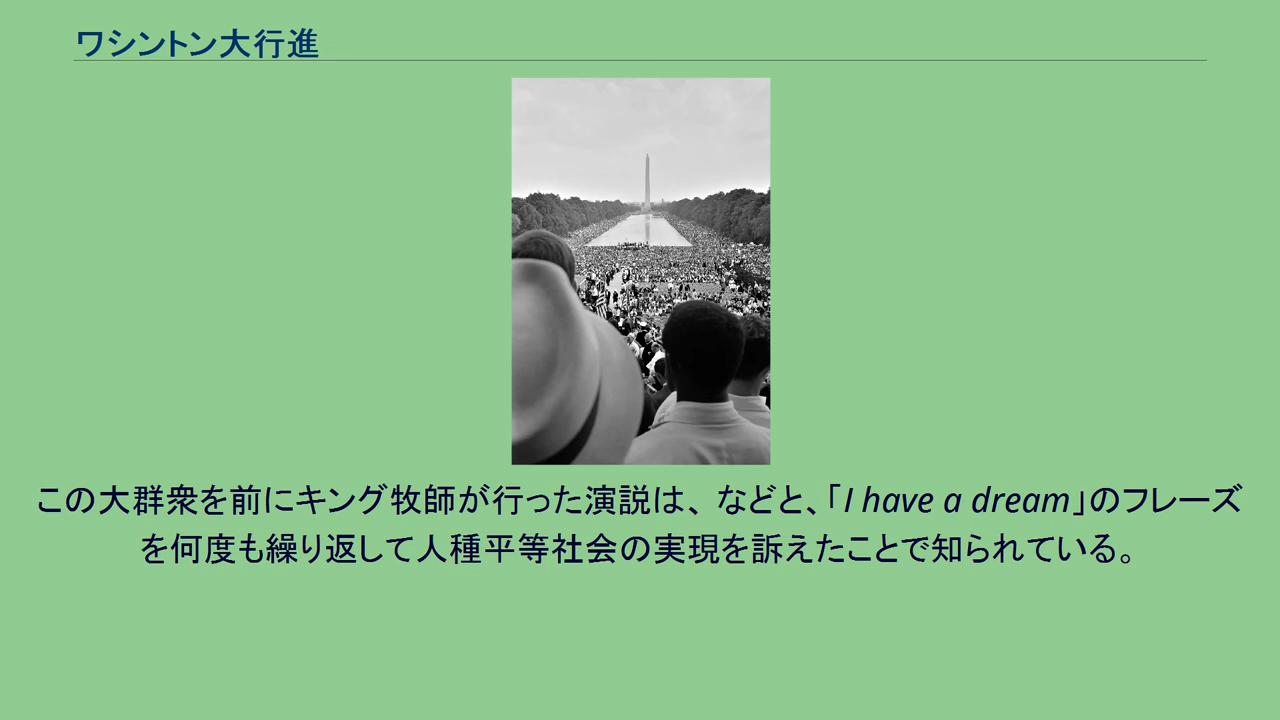 ワシントン大行進
この大群衆を前にキング牧師が行った演説は、などと、「I have a dream」のフレーズ
を何度も繰り返して人種平等社会の実現を訴えたことで知られている。